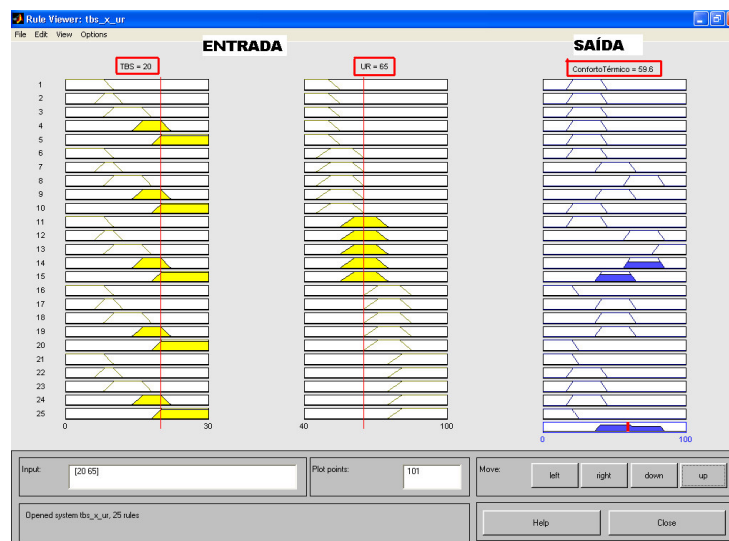 Rule Viewer: tbs_x_ur
File Edit View Options
ENTRADA
SAÍDA
TBS = 20
UR = 65
ConfortoTérmico = 59.6
1
2
3
4
5
6
7
8
9
10
11
12
13
14
15
16
17
18
19
20
21
22
23
24
25
0 30
40 100
0 100
Input: [20 65]
Plot points: 101
Move: left right down up
Opened system tbs_x_ur, 25 rules
Help Close